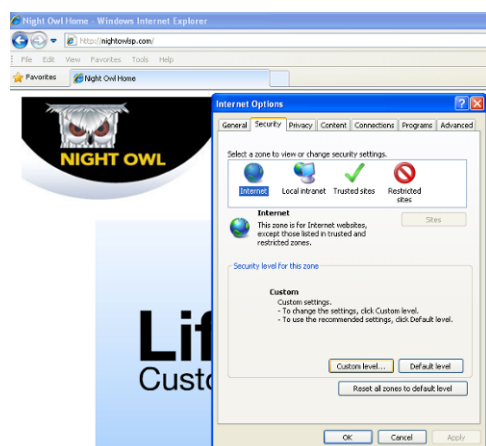 Night Owl Home - Windows Internet Explorer
http://nightowlsp.com/
File Edit View Favorites Tools Help
Favorites Night Owl Home
NIGHT OWL
Internet Options
General Security Privacy Content Connections Programs Advanced
Select a zone to view or change security settings.
Internet Local intranet Trusted sites Restricted
sites
Internet
This zone is for Internet websites,
except those listed in trusted and
restricted zones.
Sites
Security level for this zone
Custom
Custom settings.
- To change the settings, click Custom level.
- To use the recommended settings, click Default level.
Custom level... Default level
Reset all zones to default level
OK Cancel Apply